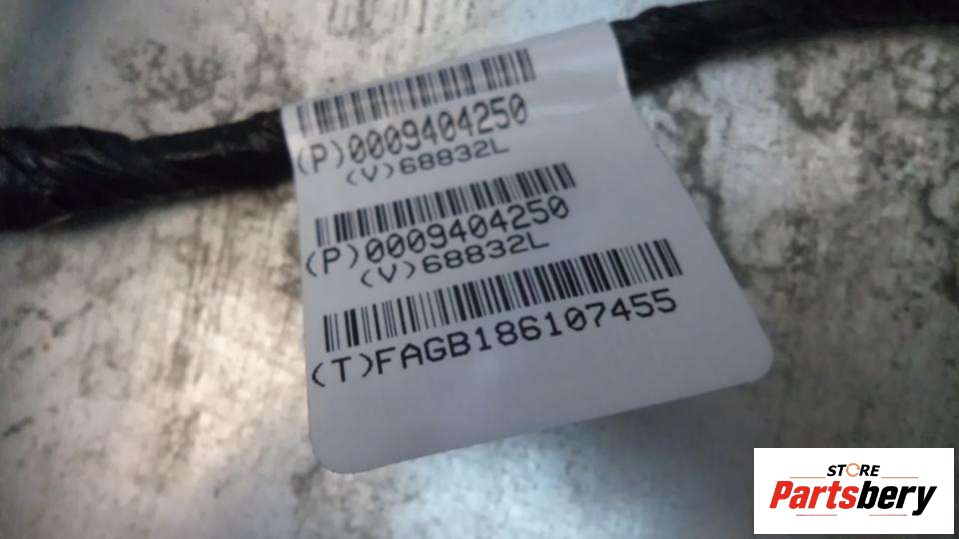 (P)0009404250
(V)68832L
(P)0009404250
(V)68832L
(T)FAGB186107455
STORE
Partsbery